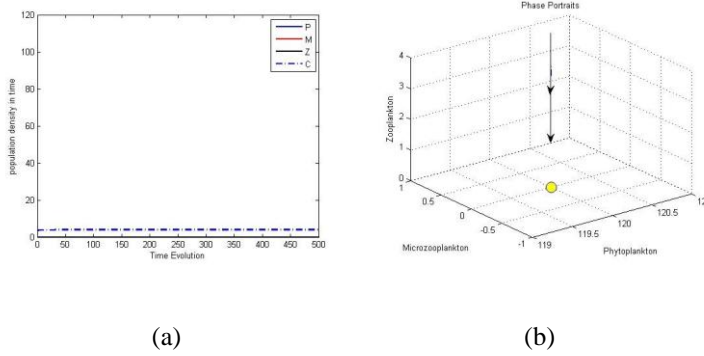 120
100
80
60
40
20
0
population density in time
0 50 100 150 200 250 300 350 400 450 500
Time Evolution
P
M
Z
C
(a)
Phase Portraits
4
3
2
1
0
Zooplankton
1
0.5
0
-0.5
-1
Microzooplankton
119
119.5
120
120.5
Phytoplankton
(b)